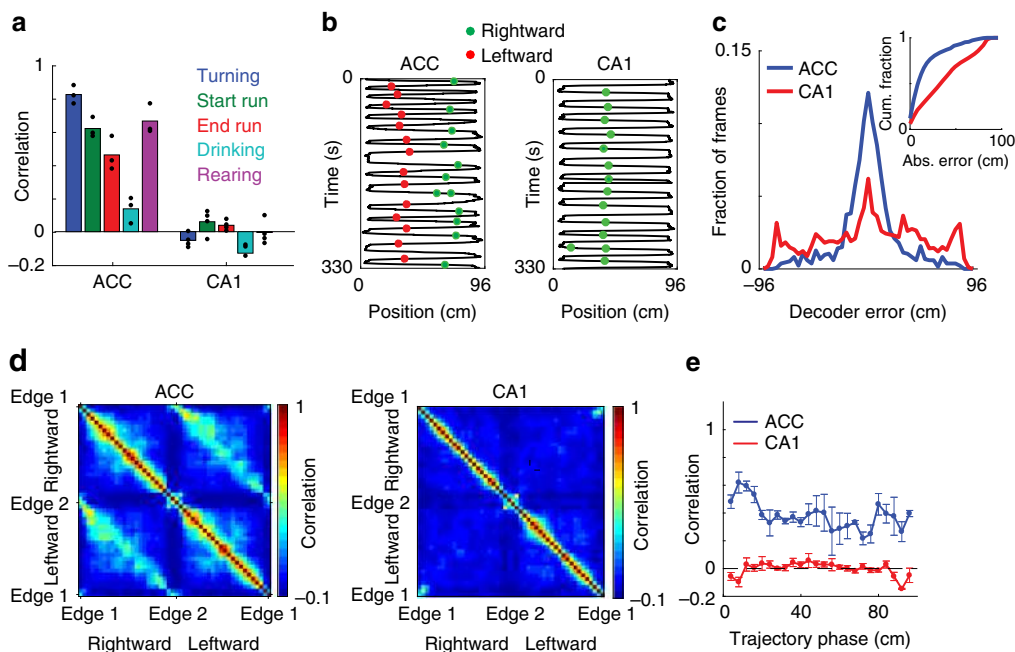 a
Correlation
1
0
−0.2
Turning
Start run
End run
Drinking
Rearing
ACC
CA1
b
Rightward
Leftward
ACC
CA1
Time (s)
0
330
0
96
Position (cm)
Time (s)
0
330
0
96
Position (cm)
c
0.15
0
Fraction of frames
ACC
CA1
−96
96
Decoder error (cm)
Cum. fraction
1
0
0
100
Abs. error (cm)
d
ACC
Edge 1
Rightward
Edge 2
Leftward
Edge 1
Edge 1
Edge 2
Edge 1
Rightward
Leftward
1
Correlation
−0.1
CA1
Edge 1
Rightward
Edge 2
Leftward
Edge 1
Edge 1
Edge 2
Edge 1
Rightward
Leftward
1
Correlation
−0.1
e
ACC
CA1
Correlation
1
0
−0.2
0
40
80
Trajectory phase (cm)